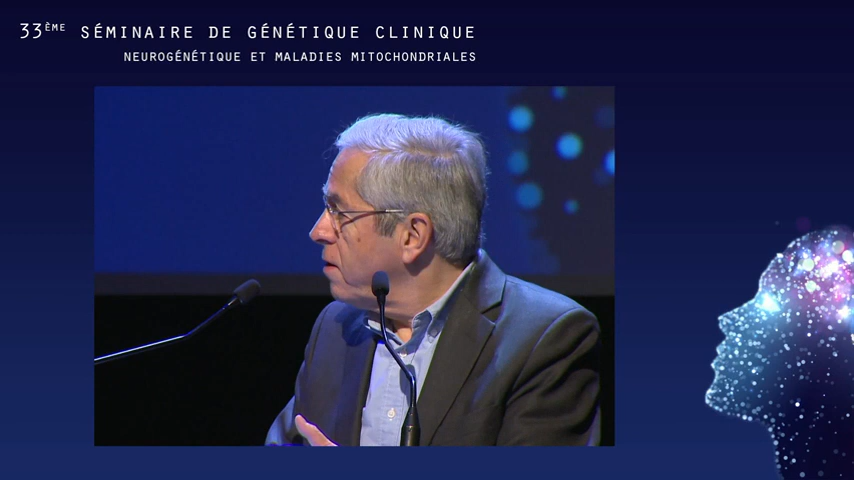 33ÈME SÉMINAIRE DE GÉNÉTIQUE CLINIQUE
NEUROGÉNÉTIQUE ET MALADIES MITOCHONDRIALES